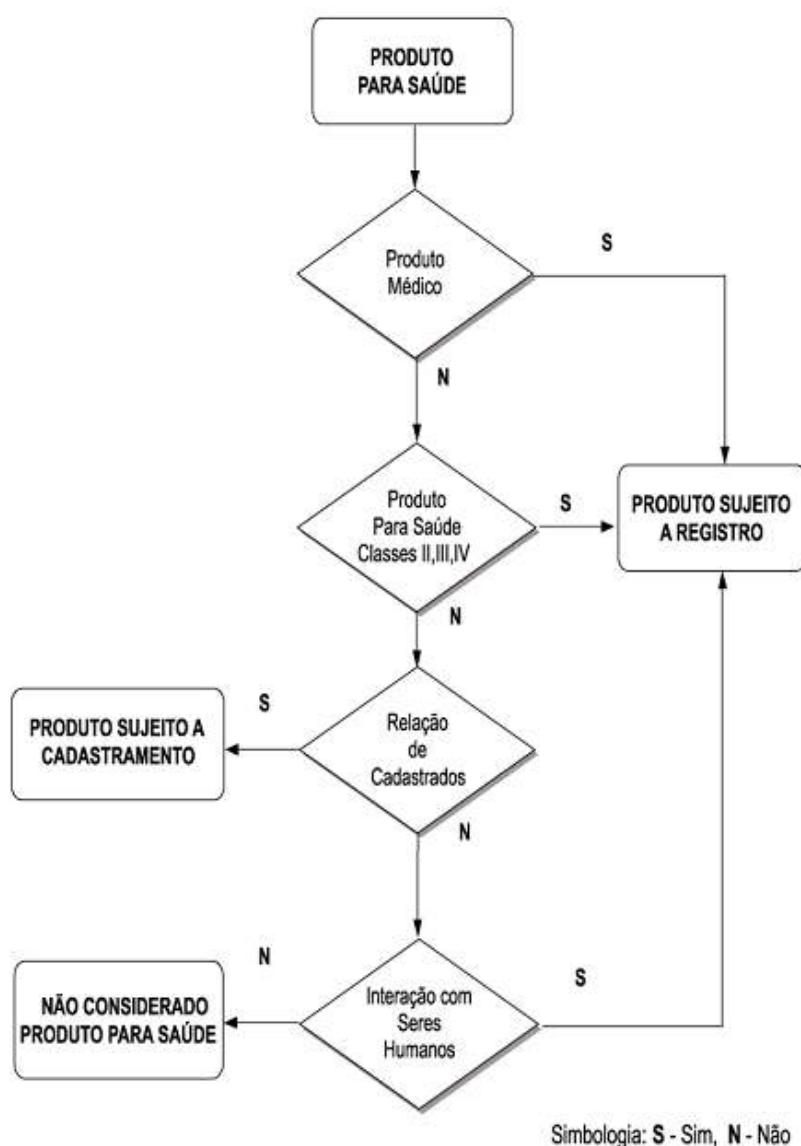 PRODUTO
PARA SAÚDE
S
Produto
Médico
N
Produto
Para Saúde
Classes II,III,IV
S
PRODUTO SUJEITO
A REGISTRO
N
S
PRODUTO SUJEITO A
CADASTRAMENTO
Relação
de
Cadastrados
N
N
S
NÃO CONSIDERADO
PRODUTO PARA SAÚDE
Interação com
Seres
Humanos
Simbologia: S - Sim, N - Não